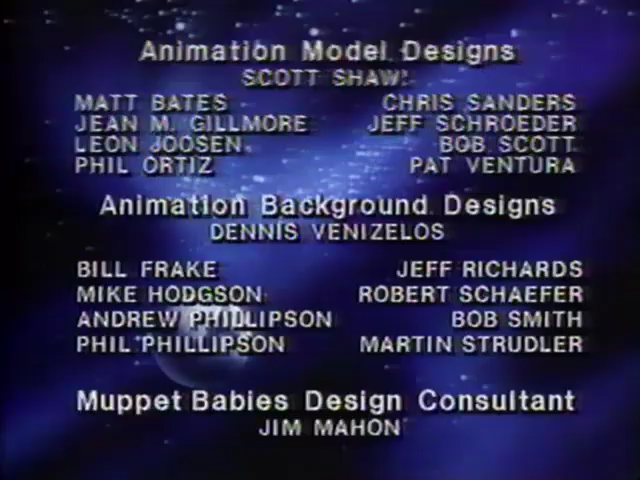 Animation Model Designs
SCOTT SHAW!
MATT BATES CHRIS SANDERS
JEAN M. GILLMORE JEFF SCHROEDER
LEON JOOSEN BOB SCOTT
PHIL ORTIZ PAT VENTURA
Animation Background Designs
DENNIS VENIZELOS
BILL FRAKE JEFF RICHARDS
MIKE HODGSON ROBERT SCHAEFER
ANDREW PHILLIPSON BOB SMITH
PHIL PHILLIPSON MARTIN STRUDLER
Muppet Babies Design Consultant
JIM MAHON